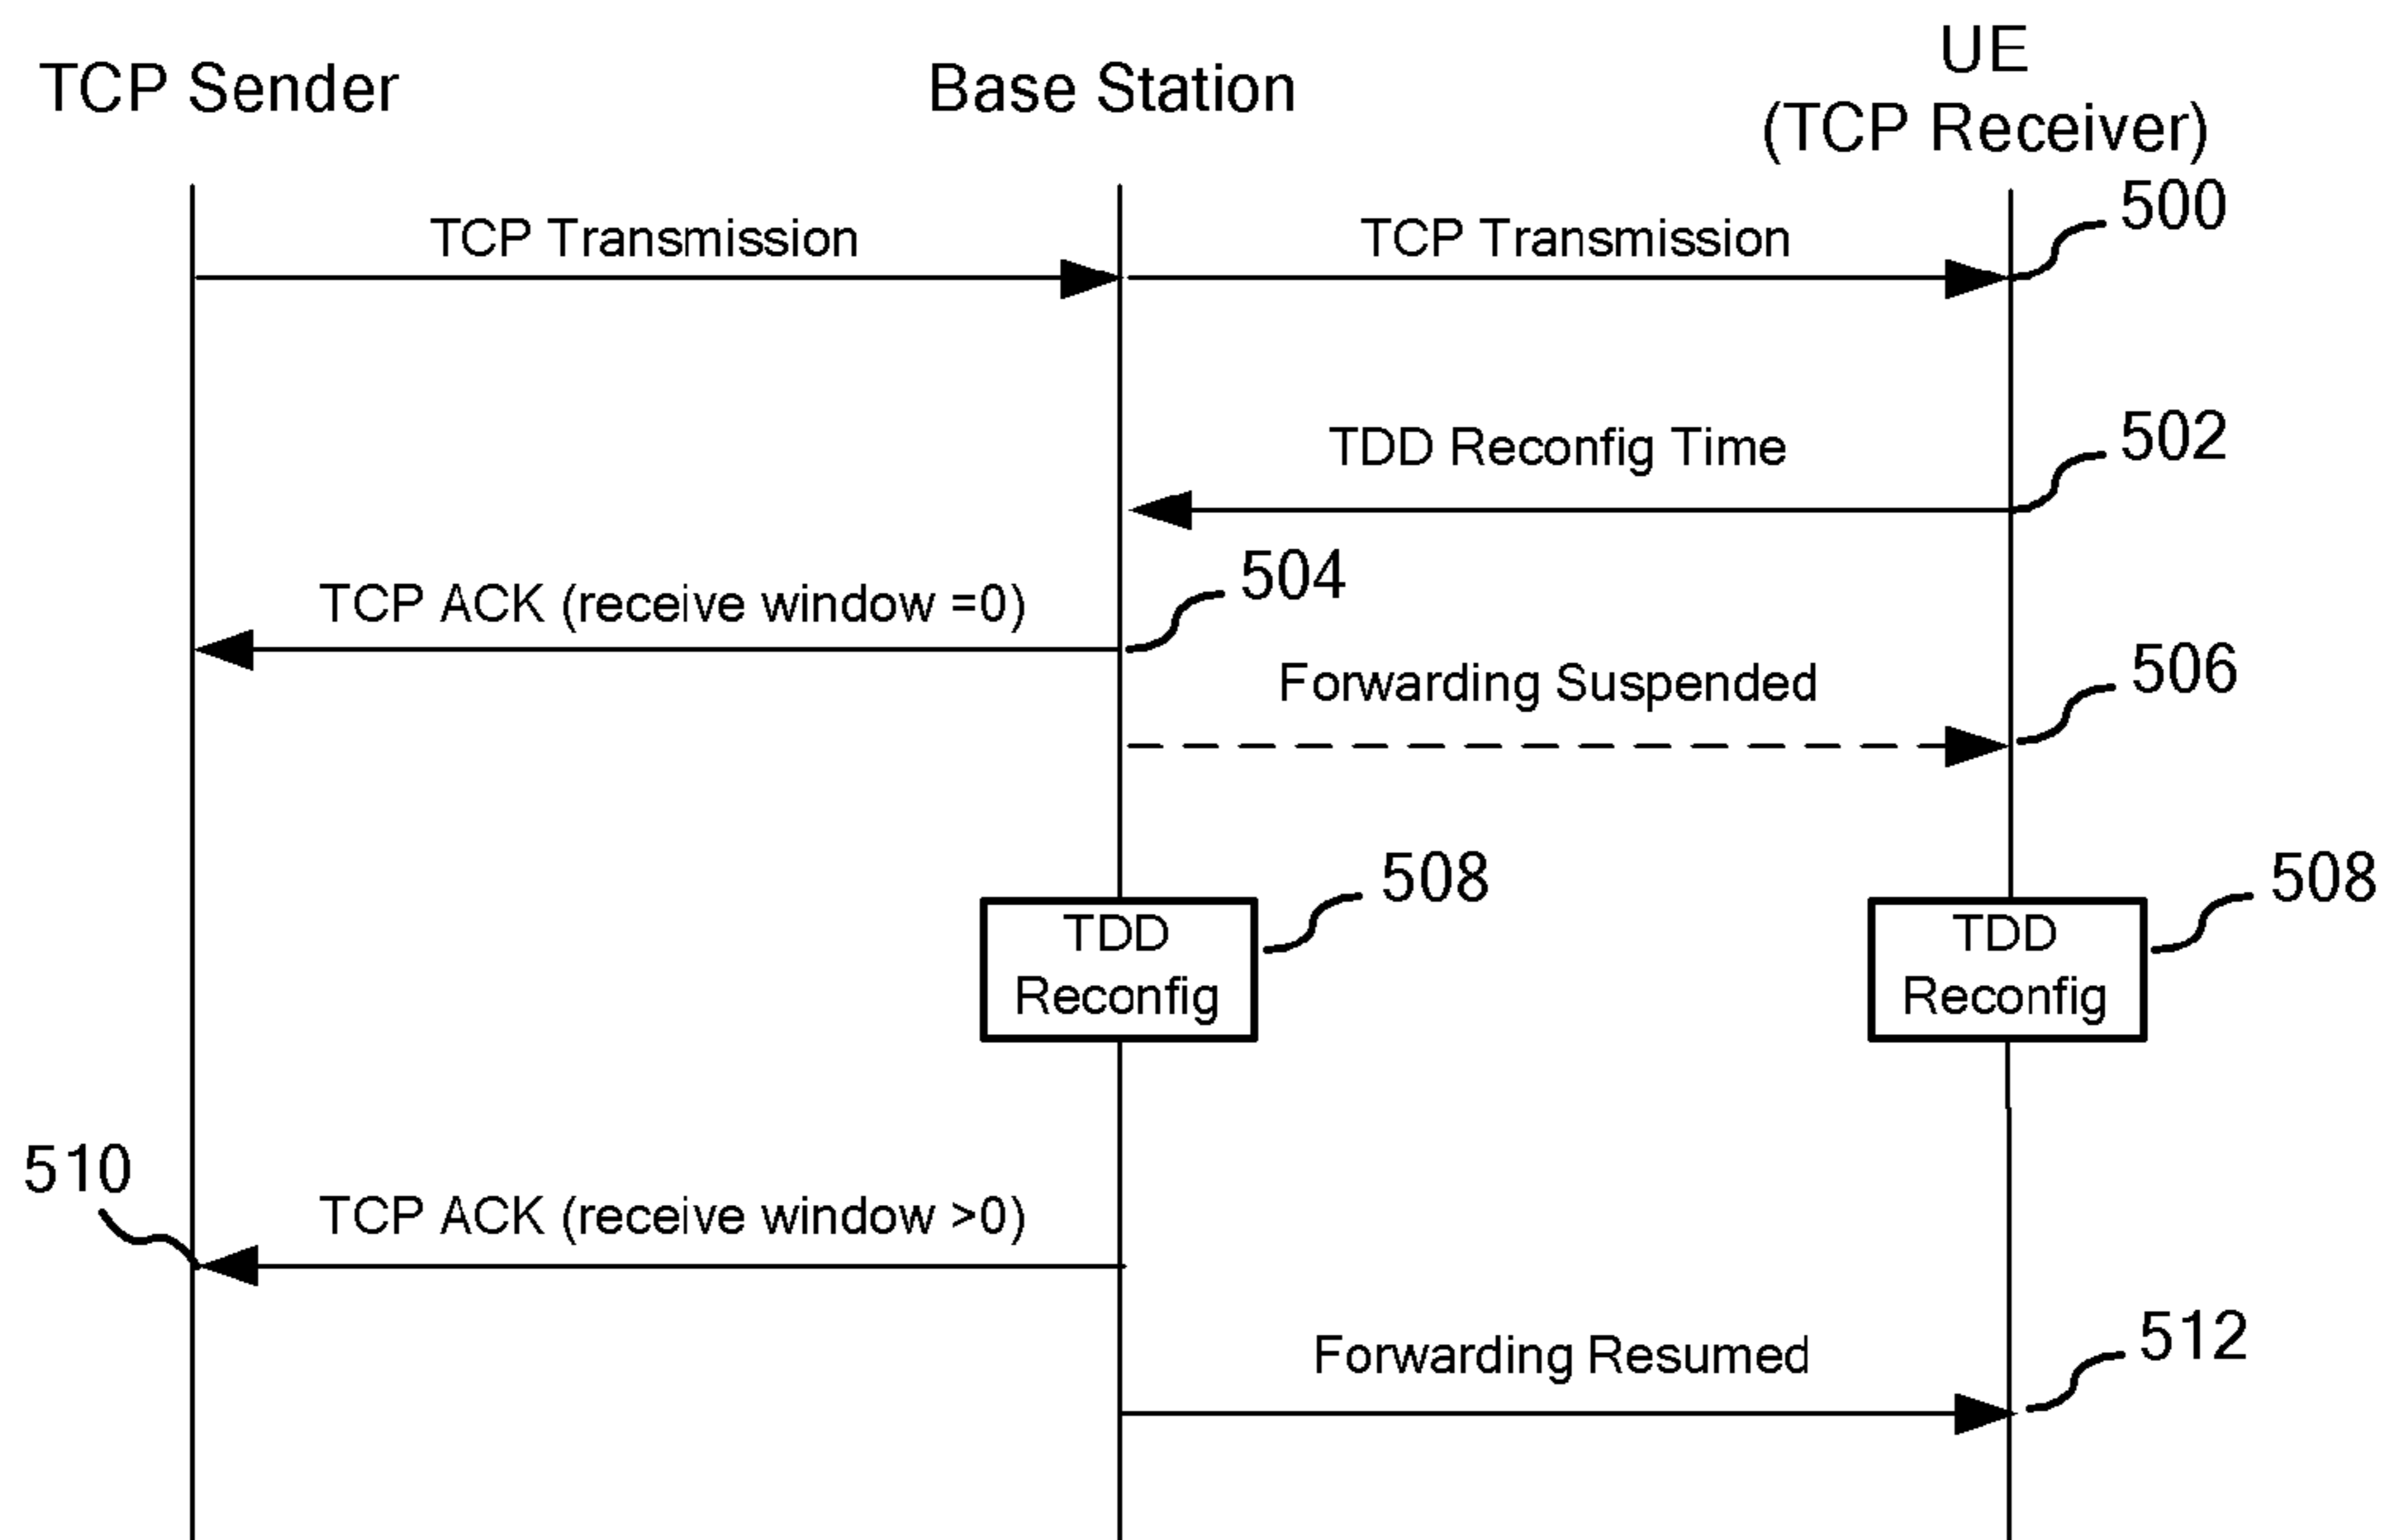 TCP Sender
Base Station
UE
(TCP Receiver)
TCP Transmission
TCP Transmission
500
TDD Reconfig Time
502
TCP ACK (receive window =0)
504
Forwarding Suspended
506
TDD
Reconfig
508
TDD
Reconfig
508
510
TCP ACK (receive window >0)
Forwarding Resumed
512